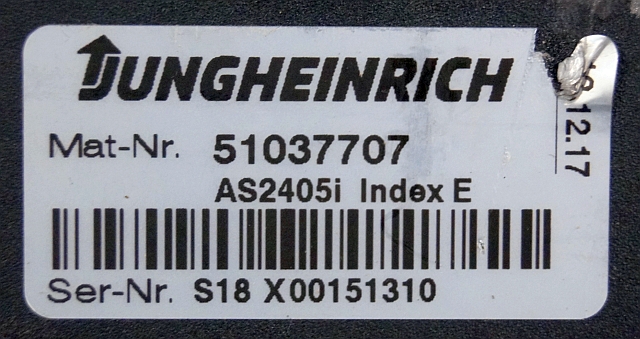 JUNGHEINRICH
Mat-Nr. 51037707
AS2405i Index E
Ser-Nr. S18 X00151310
12.17